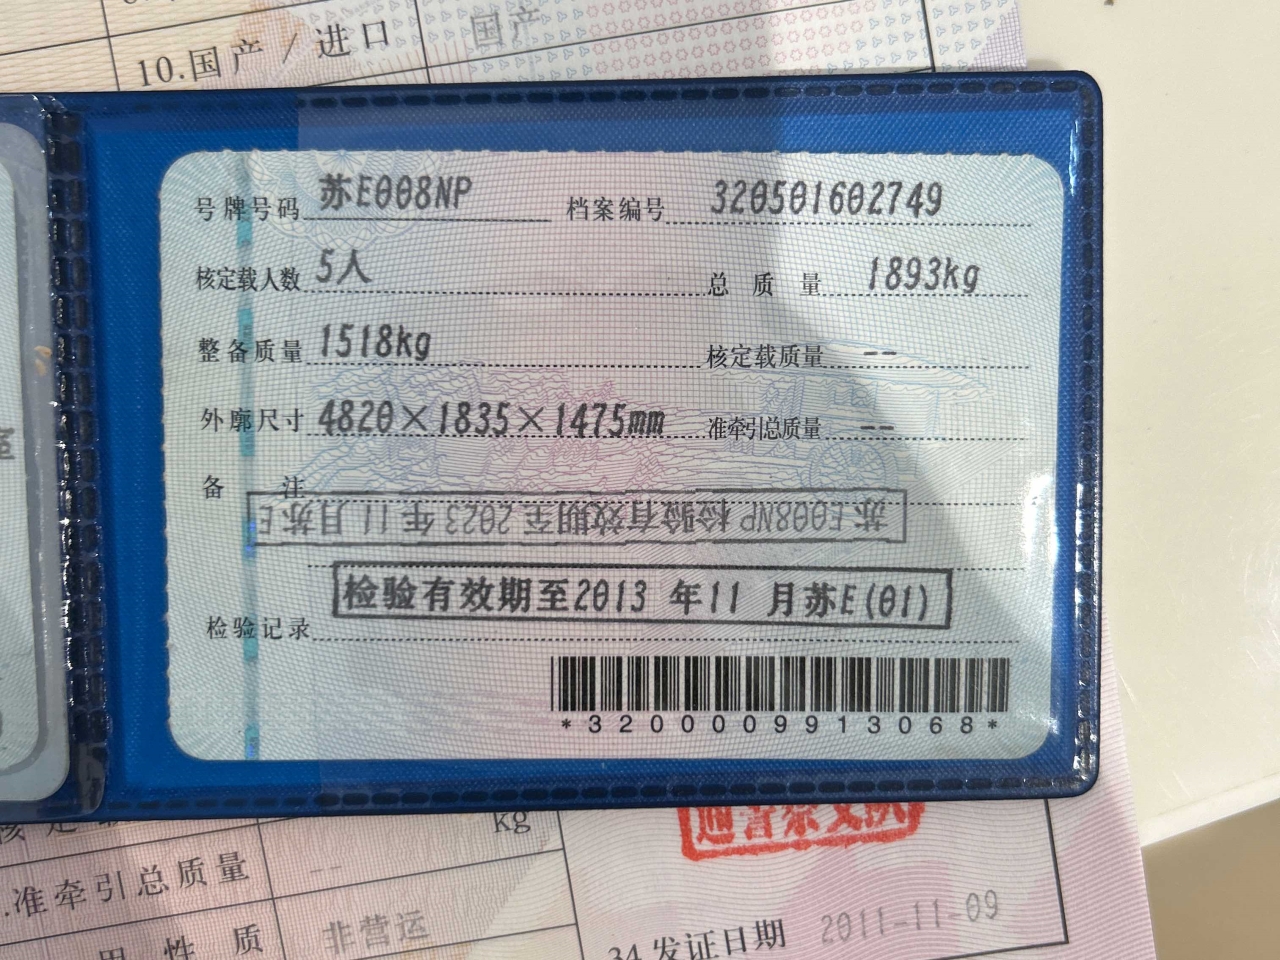 10.国产/进口 国产
号牌号码 苏E008NP 档案编号 320501602749
核定载人数 5人 总质量 1893kg
整备质量 1518kg 核定载质量 --
外廓尺寸 4820×1835×1475mm 准牵引总质量 --
备注
苏E008NP 检验有效期至2023年11月苏E
检验有效期至2013 年11 月苏E(01)
检验记录
*3200009913068*
kg
.准牵引总质量 --
性质 非营运
34.发证日期 2011-11-09